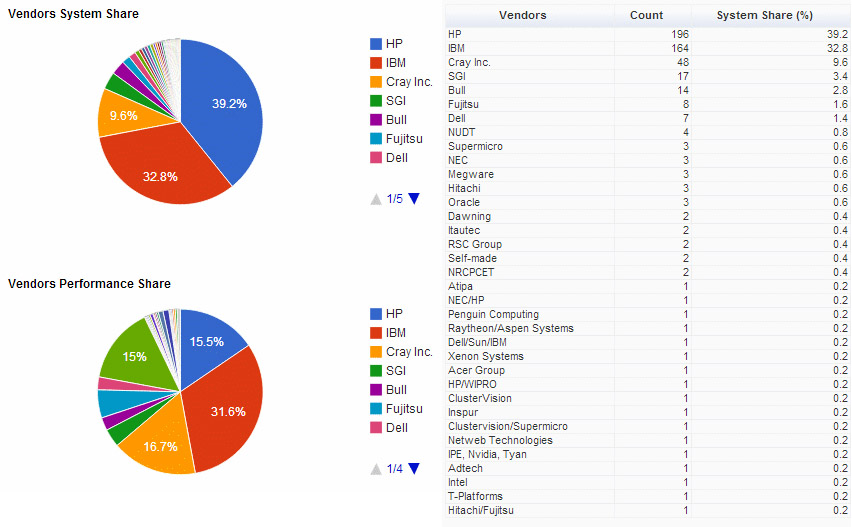 Vendors System Share
39.2%
32.8%
9.6%
HP
IBM
Cray Inc.
SGI
Bull
Fujitsu
Dell
1/5
Vendors Performance Share
15.5%
31.6%
16.7%
15%
HP
IBM
Cray Inc.
SGI
Bull
Fujitsu
Dell
1/4
Vendors Count System Share (%)
HP 196 39.2
IBM 164 32.8
Cray Inc. 48 9.6
SGI 17 3.4
Bull 14 2.8
Fujitsu 8 1.6
Dell 7 1.4
NUDT 4 0.8
Supermicro 3 0.6
NEC 3 0.6
Megware 3 0.6
Hitachi 3 0.6
Oracle 3 0.6
Dawning 2 0.4
Itautec 2 0.4
RSC Group 2 0.4
Self-made 2 0.4
NRCPCET 2 0.4
Atipa 1 0.2
NEC/HP 1 0.2
Penguin Computing 1 0.2
Raytheon/Aspen Systems 1 0.2
Dell/Sun/IBM 1 0.2
Xenon Systems 1 0.2
Acer Group 1 0.2
HP/WIPRO 1 0.2
ClusterVision 1 0.2
Inspur 1 0.2
Clustervision/Supermicro 1 0.2
Netweb Technologies 1 0.2
IPE, Nvidia, Tyan 1 0.2
Adtech 1 0.2
Intel 1 0.2
T-Platforms 1 0.2
Hitachi/Fujitsu 1 0.2